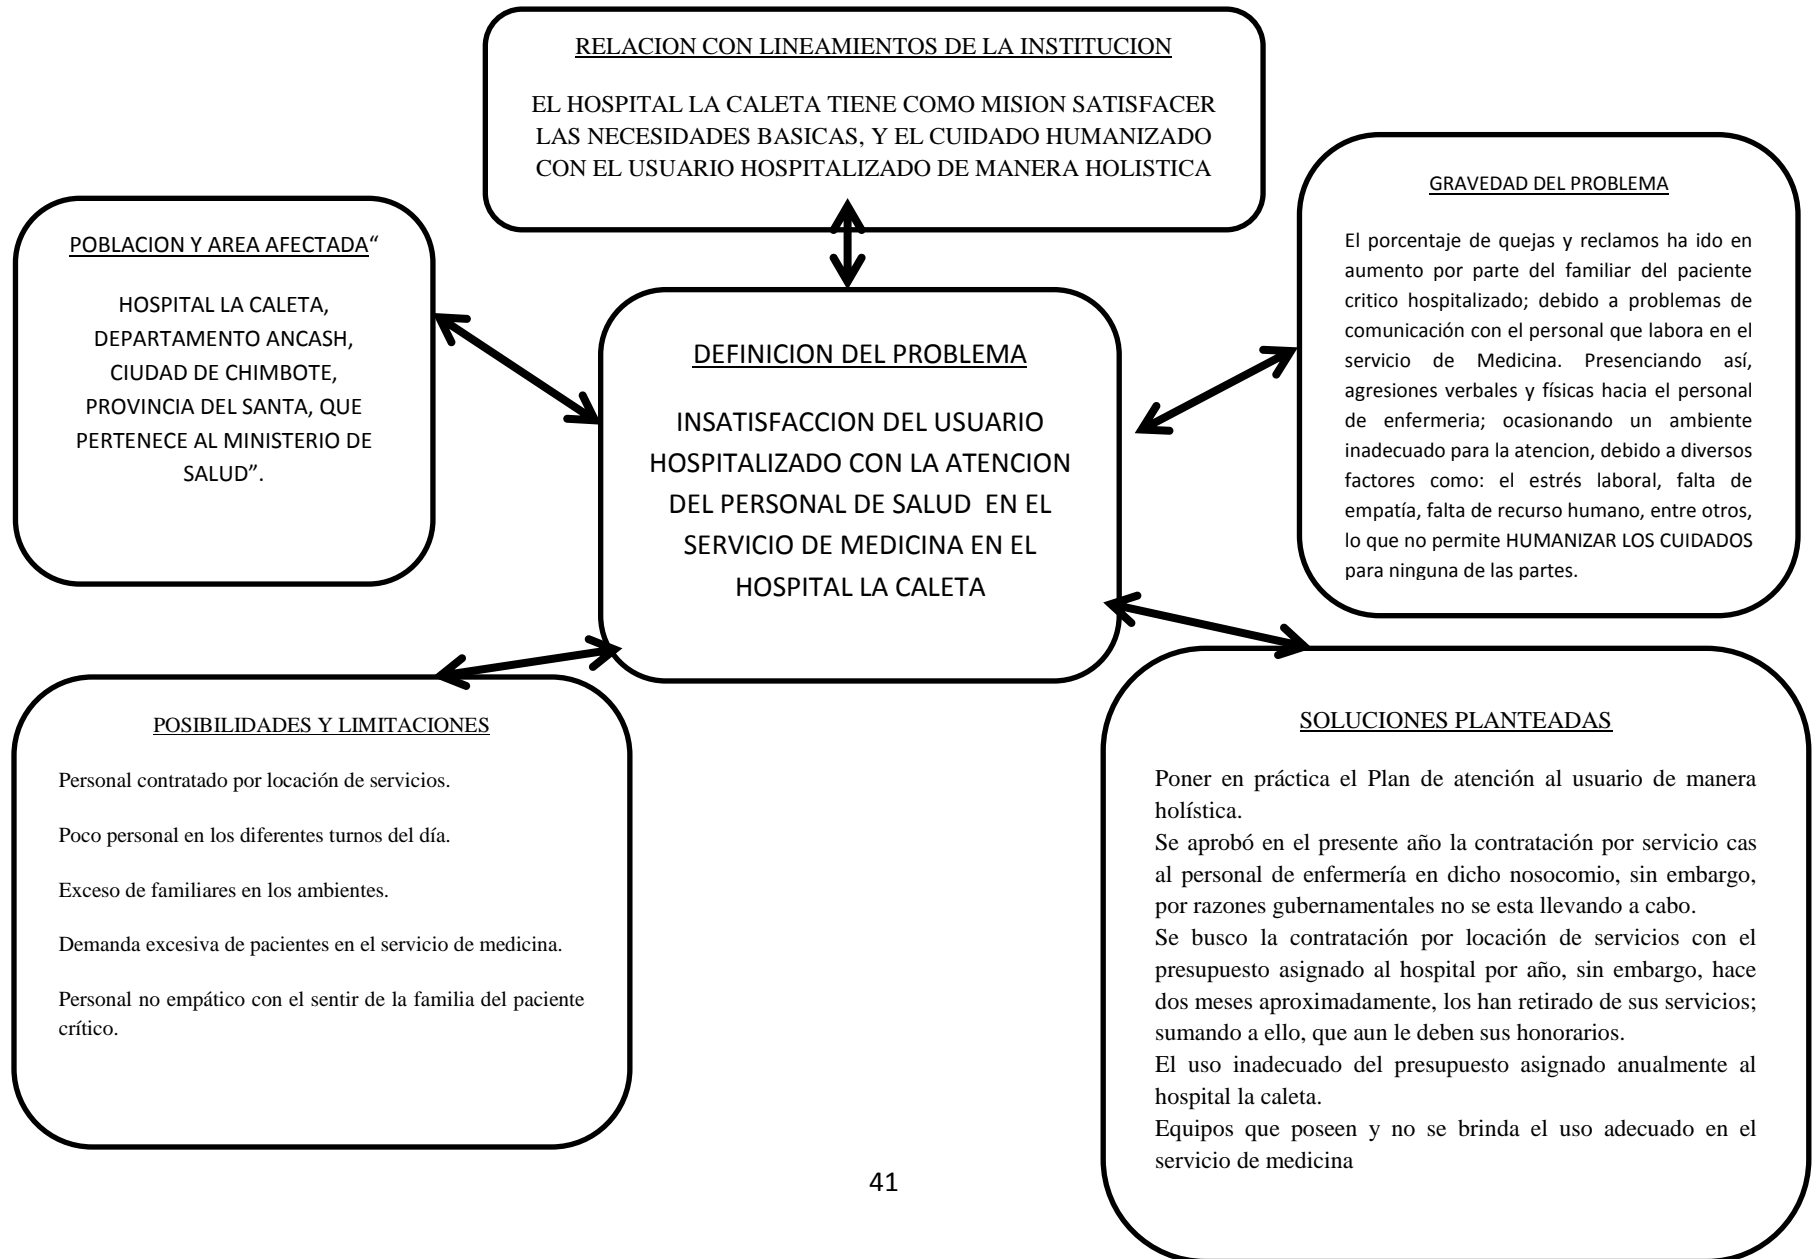 RELACION CON LINEAMIENTOS DE LA INSTITUCION
EL HOSPITAL LA CALETA TIENE COMO MISION SATISFACER
LAS NECESIDADES BASICAS, Y EL CUIDADO HUMANIZADO
CON EL USUARIO HOSPITALIZADO DE MANERA HOLISTICA
POBLACION Y AREA AFECTADA“
HOSPITAL LA CALETA,
DEPARTAMENTO ANCASH,
CIUDAD DE CHIMBOTE,
PROVINCIA DEL SANTA, QUE
PERTENECE AL MINISTERIO DE
SALUD”.
DEFINICION DEL PROBLEMA
INSATISFACCION DEL USUARIO
HOSPITALIZADO CON LA ATENCION
DEL PERSONAL DE SALUD  EN EL
SERVICIO DE MEDICINA EN EL
HOSPITAL LA CALETA
GRAVEDAD DEL PROBLEMA
El porcentaje de quejas y reclamos ha ido en
aumento por parte del familiar del paciente
critico hospitalizado; debido a problemas de
comunicación con el personal que labora en el
servicio de Medicina. Presenciando así,
agresiones verbales y físicas hacia el personal
de enfermeria; ocasionando un ambiente
inadecuado para la atencion, debido a diversos
factores como: el estrés laboral, falta de
empatía, falta de recurso humano, entre otros,
lo que no permite HUMANIZAR LOS CUIDADOS
para ninguna de las partes.
POSIBILIDADES Y LIMITACIONES
Personal contratado por locación de servicios.
Poco personal en los diferentes turnos del día.
Exceso de familiares en los ambientes.
Demanda excesiva de pacientes en el servicio de medicina.
Personal no empático con el sentir de la familia del paciente
crítico.
SOLUCIONES PLANTEADAS
Poner en práctica el Plan de atención al usuario de manera
holística.
Se aprobó en el presente año la contratación por servicio cas
al personal de enfermería en dicho nosocomio, sin embargo,
por razones gubernamentales no se esta llevando a cabo.
Se busco la contratación por locación de servicios con el
presupuesto asignado al hospital por año, sin embargo, hace
dos meses aproximadamente, los han retirado de sus servicios;
sumando a ello, que aun le deben sus honorarios.
El uso inadecuado del presupuesto asignado anualmente al
hospital la caleta.
Equipos que poseen y no se brinda el uso adecuado en el
servicio de medicina
41